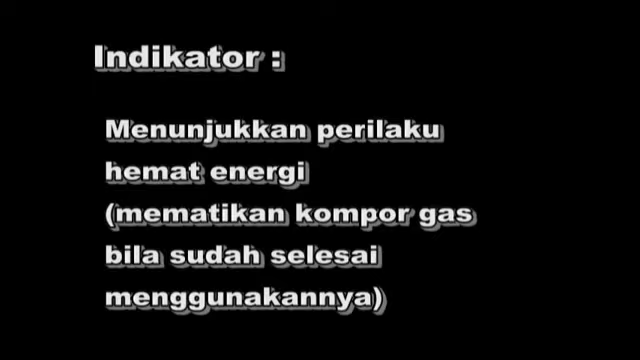 Indikator :
Menunjukkan perilaku
hemat energi
(mematikan kompor gas
bila sudah selesai
menggunakannya)